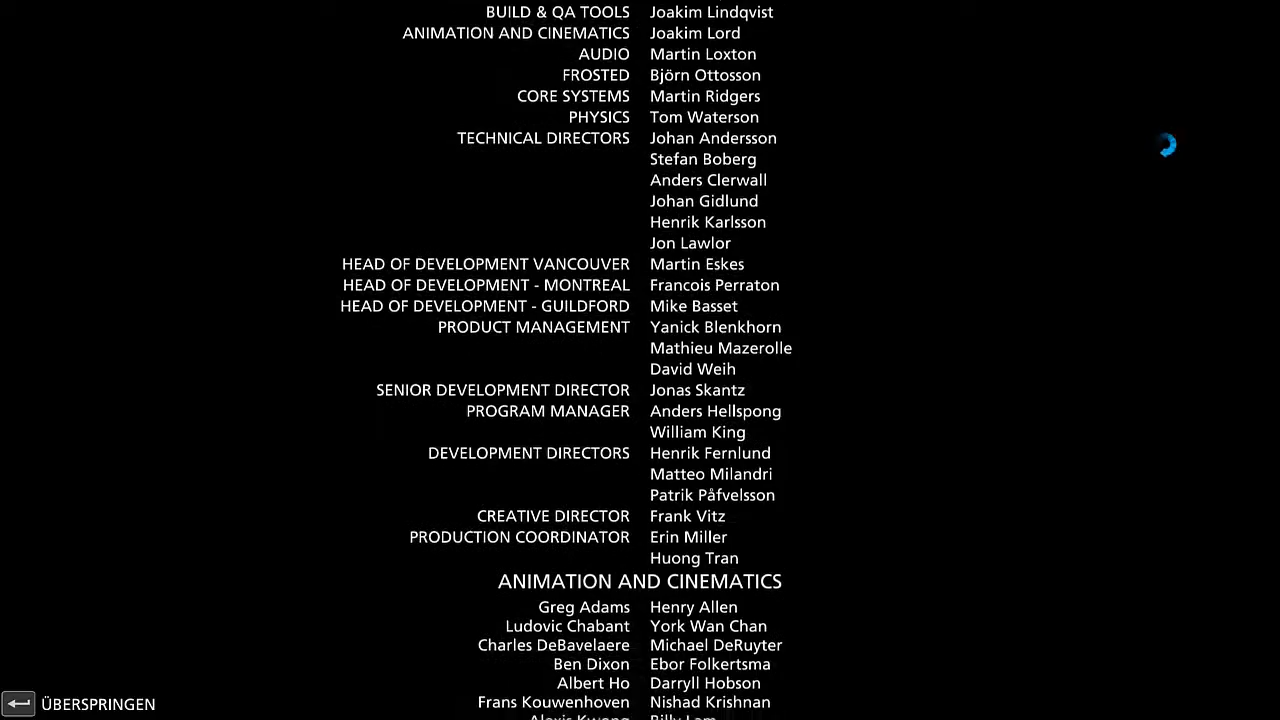 BUILD & QA TOOLS Joakim Lindqvist
ANIMATION AND CINEMATICS Joakim Lord
AUDIO Martin Loxton
FROSTED Björn Ottosson
CORE SYSTEMS Martin Ridgers
PHYSICS Tom Waterson
TECHNICAL DIRECTORS Johan Andersson
Stefan Boberg
Anders Clerwall
Johan Gidlund
Henrik Karlsson
Jon Lawlor
HEAD OF DEVELOPMENT VANCOUVER Martin Eskes
HEAD OF DEVELOPMENT - MONTREAL Francois Perraton
HEAD OF DEVELOPMENT - GUILDFORD Mike Basset
PRODUCT MANAGEMENT Yanick Blenkhorn
Mathieu Mazerolle
David Weih
SENIOR DEVELOPMENT DIRECTOR Jonas Skantz
PROGRAM MANAGER Anders Hellspong
William King
DEVELOPMENT DIRECTORS Henrik Fernlund
Matteo Milandri
Patrik Påfvelsson
CREATIVE DIRECTOR Frank Vitz
PRODUCTION COORDINATOR Erin Miller
Huong Tran
ANIMATION AND CINEMATICS
Greg Adams Henry Allen
Ludovic Chabant York Wan Chan
Charles DeBavelaere Michael DeRuyter
Ben Dixon Ebor Folkertsma
Albert Ho Darryll Hobson
Frans Kouwenhoven Nishad Krishnan
Alexis Kwong Billy Lam
ÜBERSPRINGEN